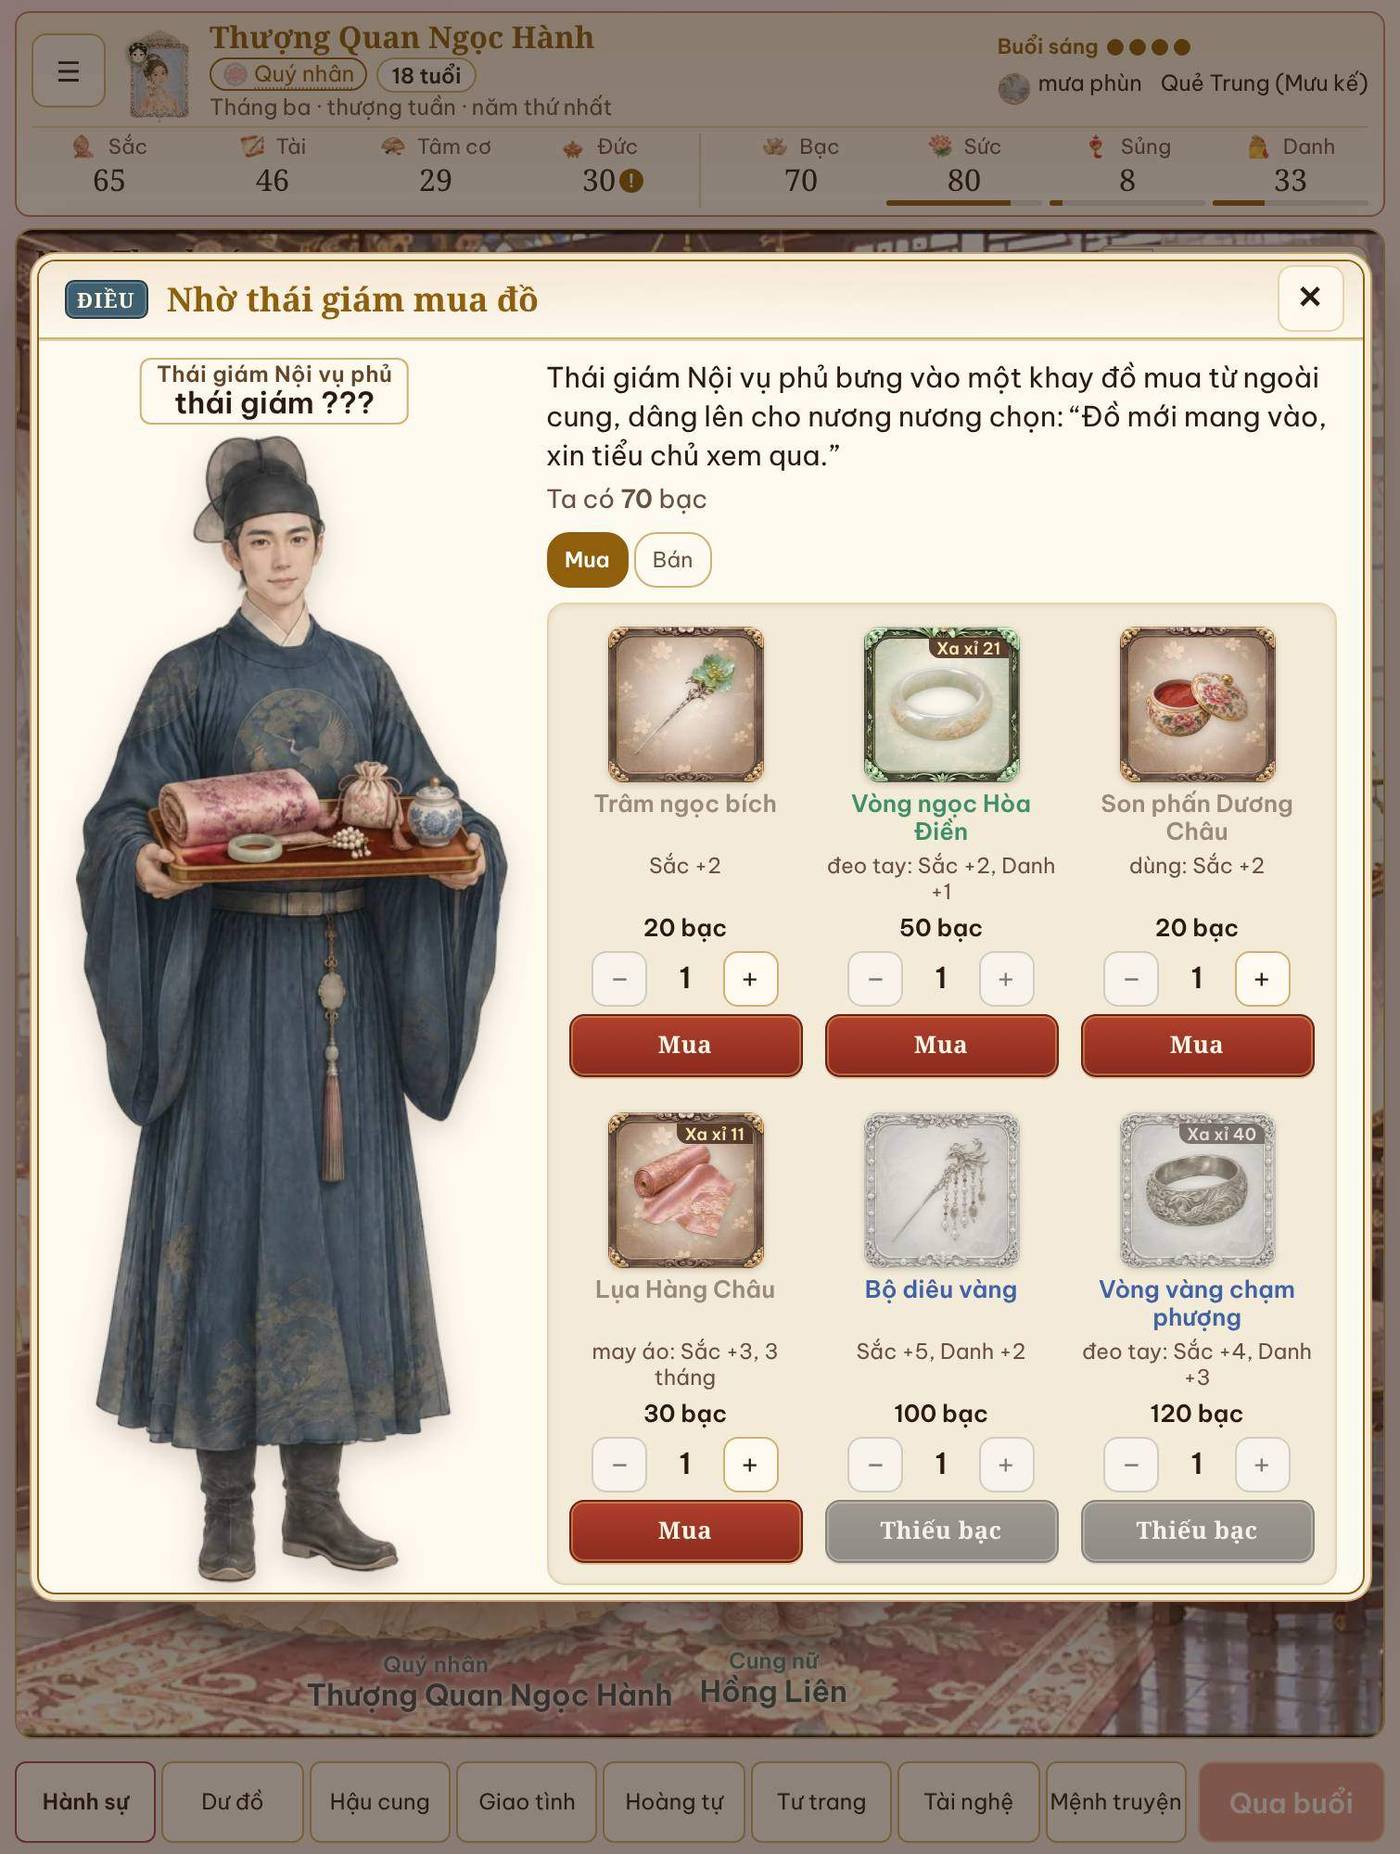 ☰
Thượng Quan Ngọc Hành
Quý nhân
18 tuổi
Tháng ba · thượng tuần · năm thứ nhất
Buổi sáng
mưa phùn Quẻ Trung (Mưu kế)
Sắc
Tài
Tâm cơ
Đức
Bạc
Sức
Sủng
Danh
65
46
29
30 !
70
80
8
33
ĐIỀU
Nhờ thái giám mua đồ
✕
Thái giám Nội vụ phủ
thái giám ???
Thái giám Nội vụ phủ bưng vào một khay đồ mua từ ngoài
cung, dâng lên cho nương nương chọn: “Đồ mới mang vào,
xin tiểu chủ xem qua.”
Ta có 70 bạc
Mua
Bán
Trâm ngọc bích
Sắc +2
20 bạc
− 1 +
Mua
Xa xỉ 21
Vòng ngọc Hòa
Điền
đeo tay: Sắc +2, Danh
+1
50 bạc
− 1 +
Mua
Son phấn Dương
Châu
dùng: Sắc +2
20 bạc
− 1 +
Mua
Xa xỉ 11
Lụa Hàng Châu
may áo: Sắc +3, 3
tháng
30 bạc
− 1 +
Mua
Bộ diêu vàng
Sắc +5, Danh +2
100 bạc
− 1 +
Thiếu bạc
Xa xỉ 40
Vòng vàng chạm
phượng
đeo tay: Sắc +4, Danh
+3
120 bạc
− 1 +
Thiếu bạc
Quý nhân
Thượng Quan Ngọc Hành
Cung nữ
Hồng Liên
Hành sự
Dư đồ
Hậu cung
Giao tình
Hoàng tự
Tư trang
Tài nghệ
Mệnh truyện
Qua buổi